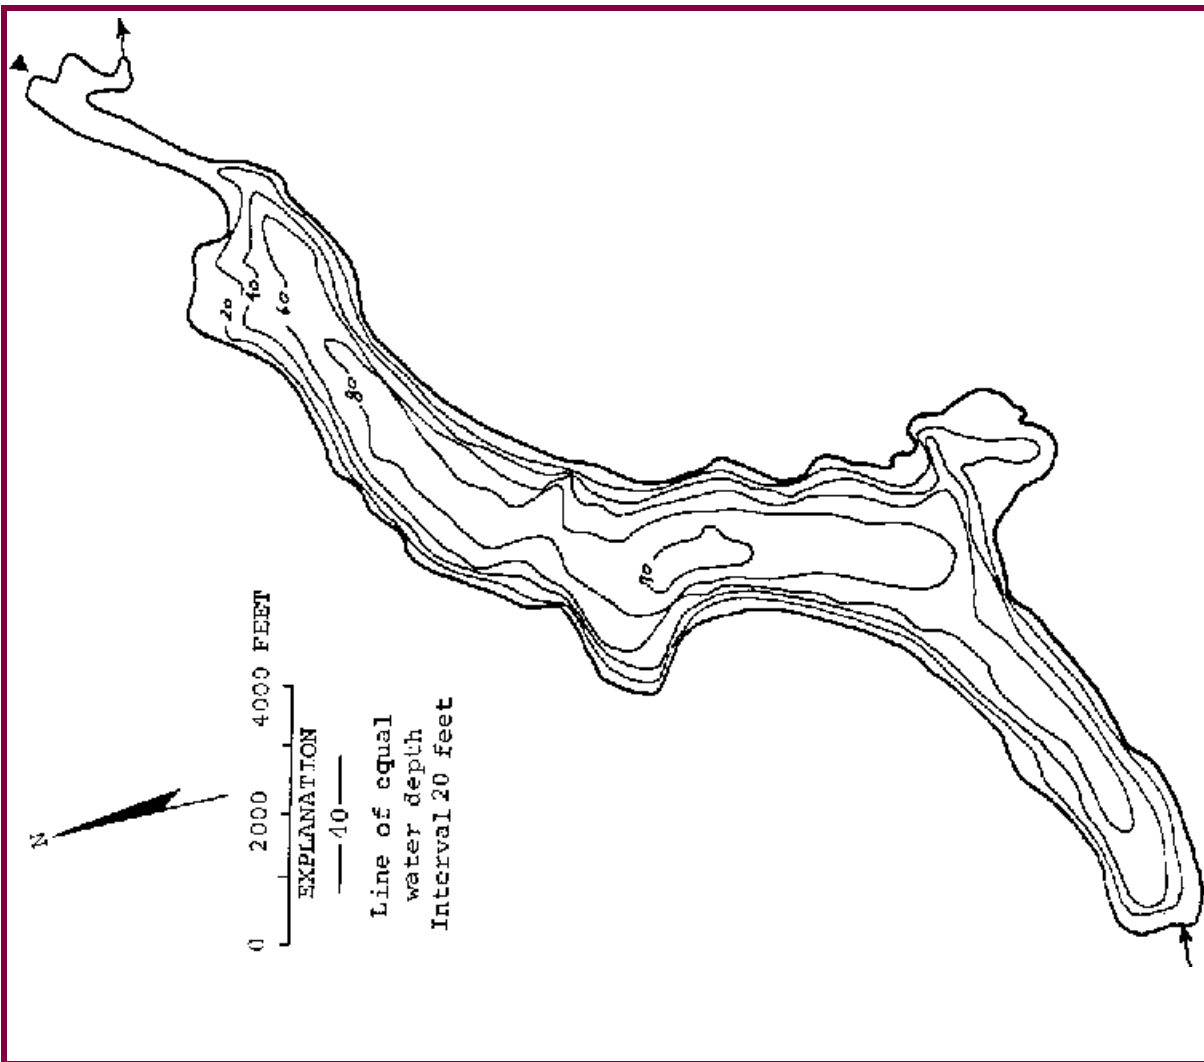 20
40
60
80
80
N
0 2000 4000 FEET
EXPLANATION
40
Line of equal
water depth
Interval 20 feet